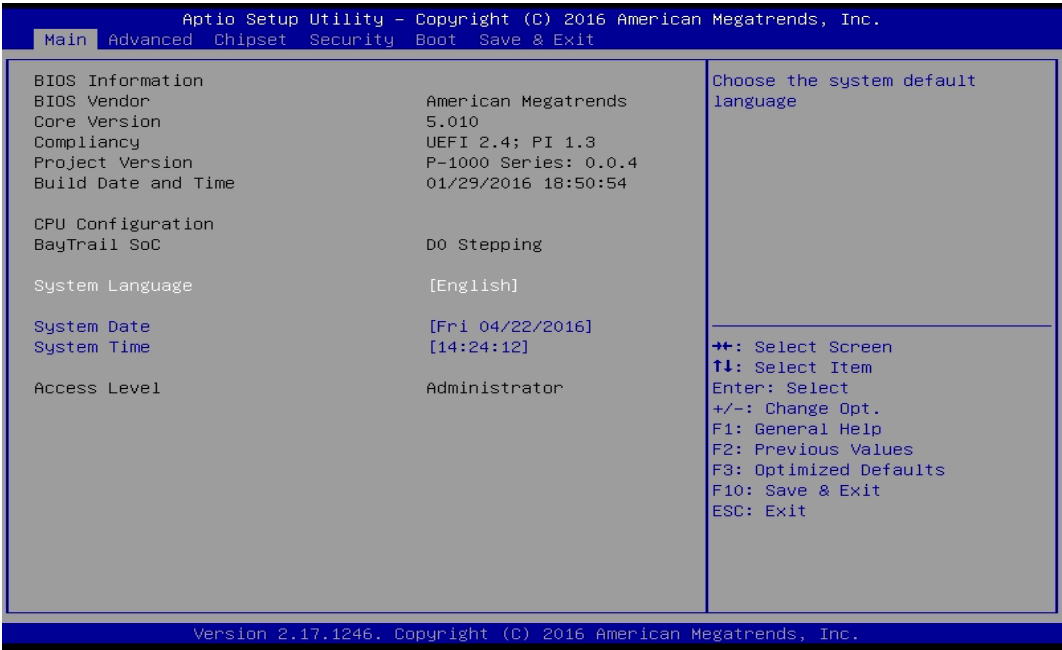 Aptio Setup Utility – Copyright (C) 2016 American Megatrends, Inc.
Main Advanced Chipset Security Boot Save & Exit
BIOS Information
BIOS Vendor American Megatrends
Core Version 5.010
Compliancy UEFI 2.4; PI 1.3
Project Version P-1000 Series: 0.0.4
Build Date and Time 01/29/2016 18:50:54
CPU Configuration
BayTrail SoC D0 Stepping
System Language [English]
System Date [Fri 04/22/2016]
System Time [14:24:12]
Access Level Administrator
Choose the system default
language
→←: Select Screen
↑↓: Select Item
Enter: Select
+/-: Change Opt.
F1: General Help
F2: Previous Values
F3: Optimized Defaults
F10: Save & Exit
ESC: Exit
Version 2.17.1246. Copyright (C) 2016 American Megatrends, Inc.